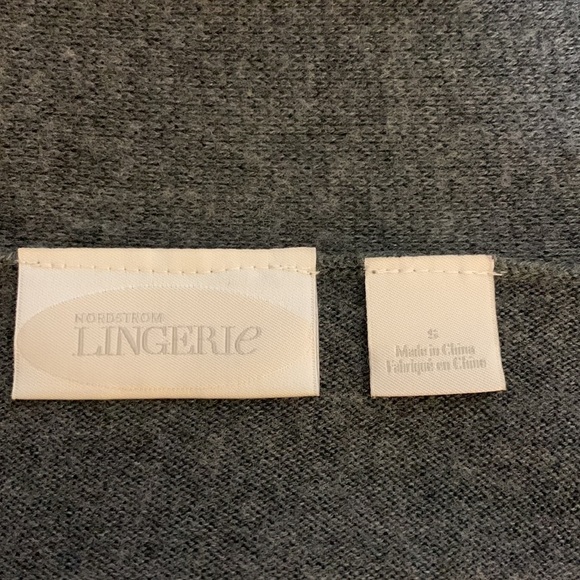 NORDSTROM
LINGERIe
S
Made in China
Fabriqué en Chine